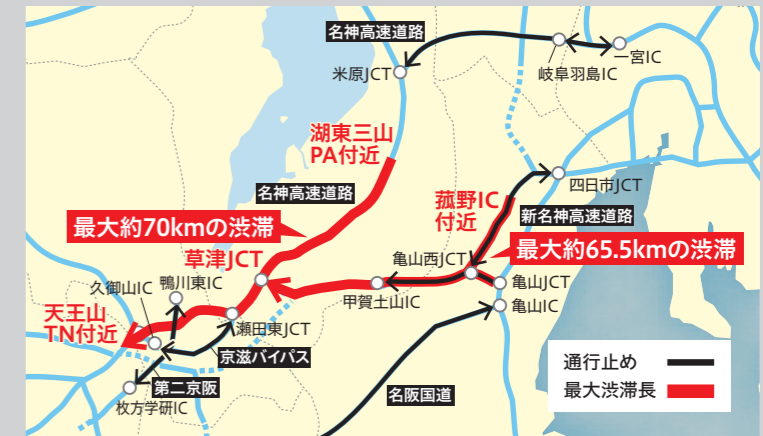 名神高速道路
一宮IC
岐阜羽島IC
米原JCT
湖東三山
PA付近
名神高速道路
菰野IC
付近
四日市JCT
新名神高速道路
最大約70kmの渋滞
最大約65.5kmの渋滞
草津JCT
亀山西JCT
久御山IC
鴨川東IC
亀山JCT
甲賀土山IC
亀山IC
天王山
TN付近
瀬田東JCT
京滋バイパス
第二京阪
名阪国道
枚方学研IC
通行止め
最大渋滞長